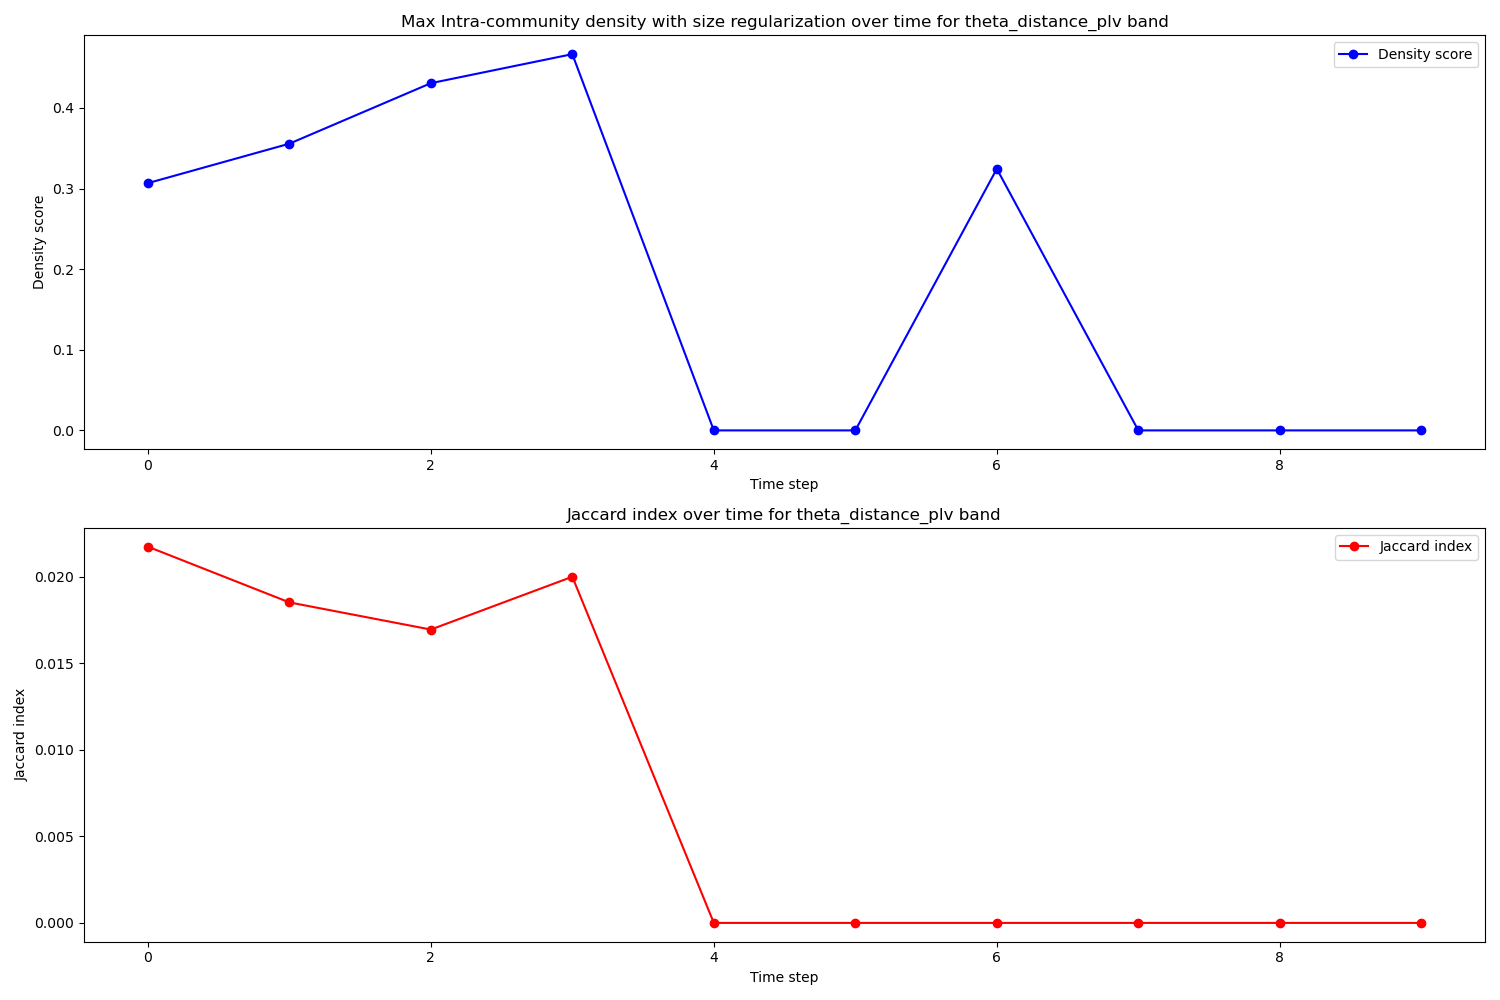 Max Intra-community density with size regularization over time for theta_distance_plv band
Density score
0.4
0.3
0.2
0.1
0.0
Density score
0 2 4 6 8
Time step
Jaccard index over time for theta_distance_plv band
Jaccard index
0.020
0.015
0.010
0.005
0.000
Jaccard index
0 2 4 6 8
Time step